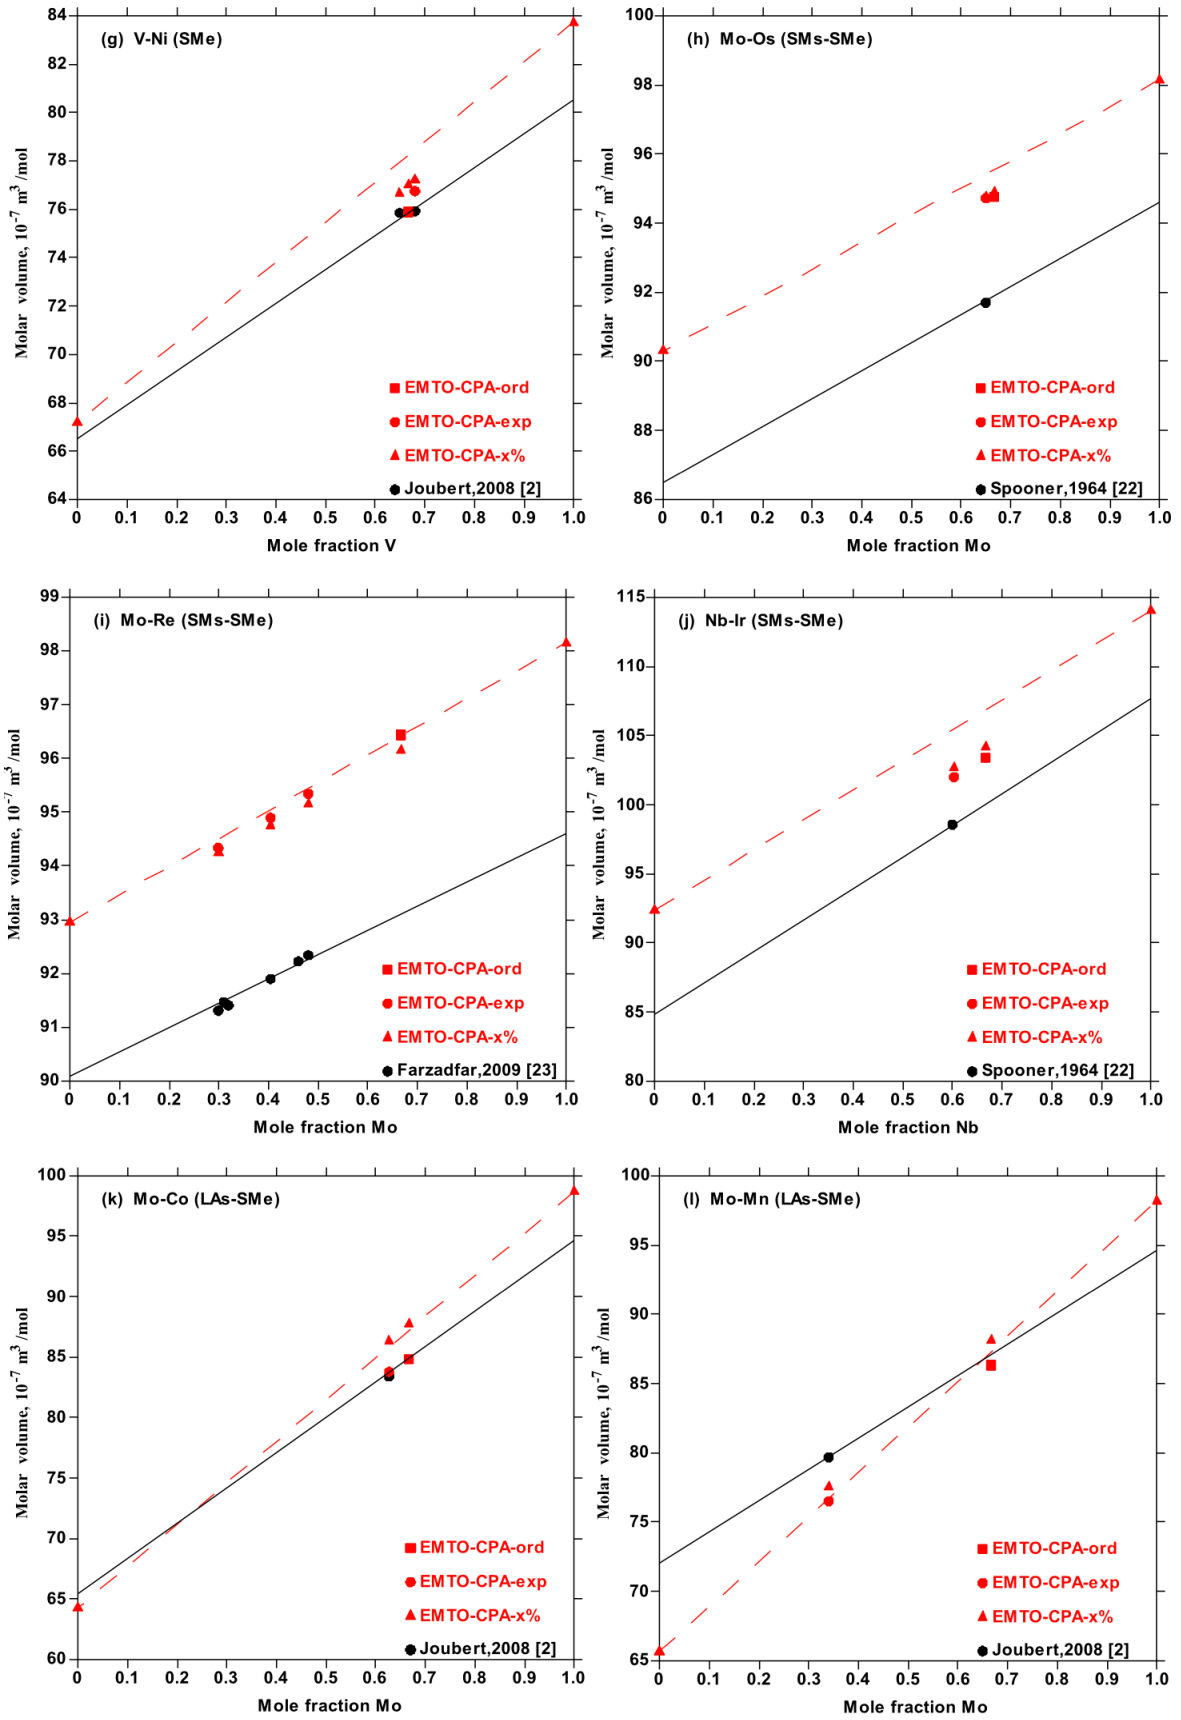 (g) V-Ni (SMe)
84
82
80
78
76
74
72
70
68
66
64
Molar volume, 10⁻⁷ m³ /mol
EMTO-CPA-ord
EMTO-CPA-exp
EMTO-CPA-x%
Joubert,2008 [2]
0 0.1 0.2 0.3 0.4 0.5 0.6 0.7 0.8 0.9 1.0
Mole fraction V
(h) Mo-Os (SMs-SMe)
100
98
96
94
92
90
88
86
Molar volume, 10⁻⁷ m³ /mol
EMTO-CPA-ord
EMTO-CPA-exp
EMTO-CPA-x%
Spooner,1964 [22]
0 0.1 0.2 0.3 0.4 0.5 0.6 0.7 0.8 0.9 1.0
Mole fraction Mo
(i) Mo-Re (SMs-SMe)
99
98
97
96
95
94
93
92
91
90
Molar volume, 10⁻⁷ m³ /mol
EMTO-CPA-ord
EMTO-CPA-exp
EMTO-CPA-x%
Farzadfar,2009 [23]
0 0.1 0.2 0.3 0.4 0.5 0.6 0.7 0.8 0.9 1.0
Mole fraction Mo
(j) Nb-Ir (SMs-SMe)
115
110
105
100
95
90
85
80
Molar volume, 10⁻⁷ m³ /mol
EMTO-CPA-ord
EMTO-CPA-exp
EMTO-CPA-x%
Spooner,1964 [22]
0 0.1 0.2 0.3 0.4 0.5 0.6 0.7 0.8 0.9 1.0
Mole fraction Nb
(k) Mo-Co (LAs-SMe)
100
95
90
85
80
75
70
65
60
Molar volume, 10⁻⁷ m³ /mol
EMTO-CPA-ord
EMTO-CPA-exp
EMTO-CPA-x%
Joubert,2008 [2]
0 0.1 0.2 0.3 0.4 0.5 0.6 0.7 0.8 0.9 1.0
Mole fraction Mo
(l) Mo-Mn (LAs-SMe)
100
95
90
85
80
75
70
65
Molar volume, 10⁻⁷ m³ /mol
EMTO-CPA-ord
EMTO-CPA-exp
EMTO-CPA-x%
Joubert,2008 [2]
0 0.1 0.2 0.3 0.4 0.5 0.6 0.7 0.8 0.9 1.0
Mole fraction Mo